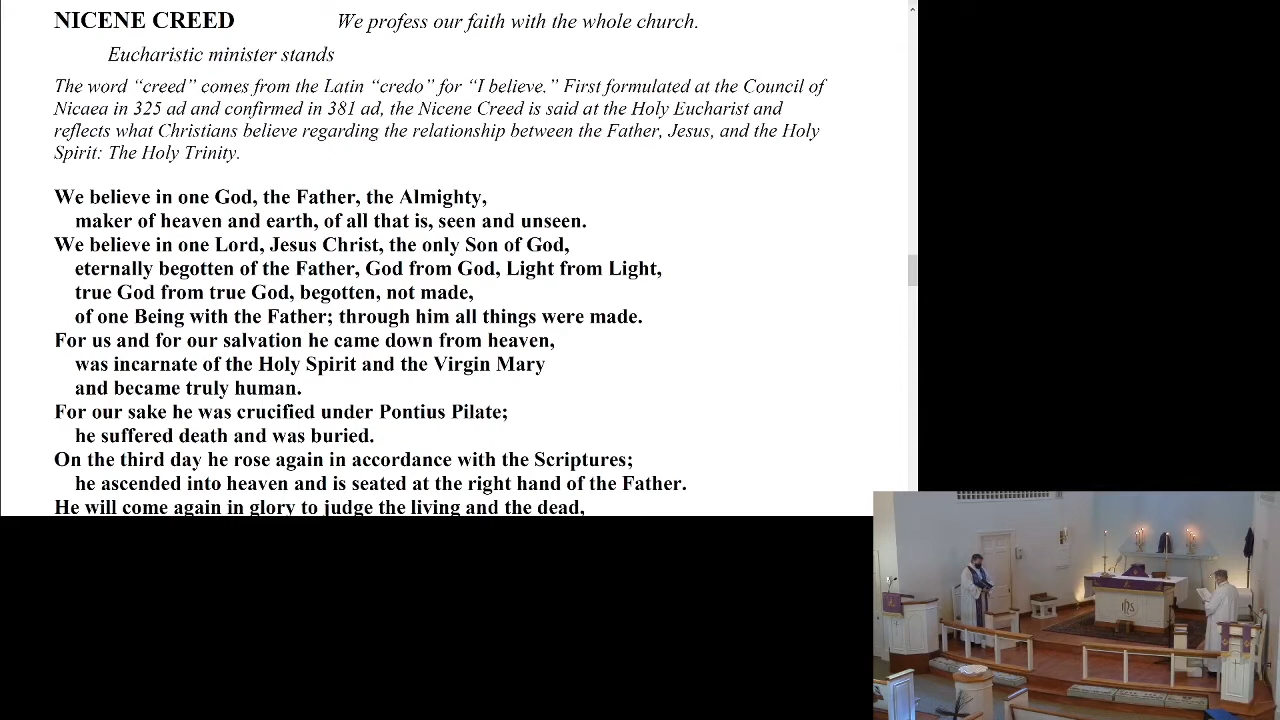 NICENE CREED We profess our faith with the whole church.
Eucharistic minister stands
The word “creed” comes from the Latin “credo” for “I believe.” First formulated at the Council of
Nicaea in 325 ad and confirmed in 381 ad, the Nicene Creed is said at the Holy Eucharist and
reflects what Christians believe regarding the relationship between the Father, Jesus, and the Holy
Spirit: The Holy Trinity.
We believe in one God, the Father, the Almighty,
maker of heaven and earth, of all that is, seen and unseen.
We believe in one Lord, Jesus Christ, the only Son of God,
eternally begotten of the Father, God from God, Light from Light,
true God from true God, begotten, not made,
of one Being with the Father; through him all things were made.
For us and for our salvation he came down from heaven,
was incarnate of the Holy Spirit and the Virgin Mary
and became truly human.
For our sake he was crucified under Pontius Pilate;
he suffered death and was buried.
On the third day he rose again in accordance with the Scriptures;
he ascended into heaven and is seated at the right hand of the Father.
He will come again in glory to judge the living and the dead,
IHS